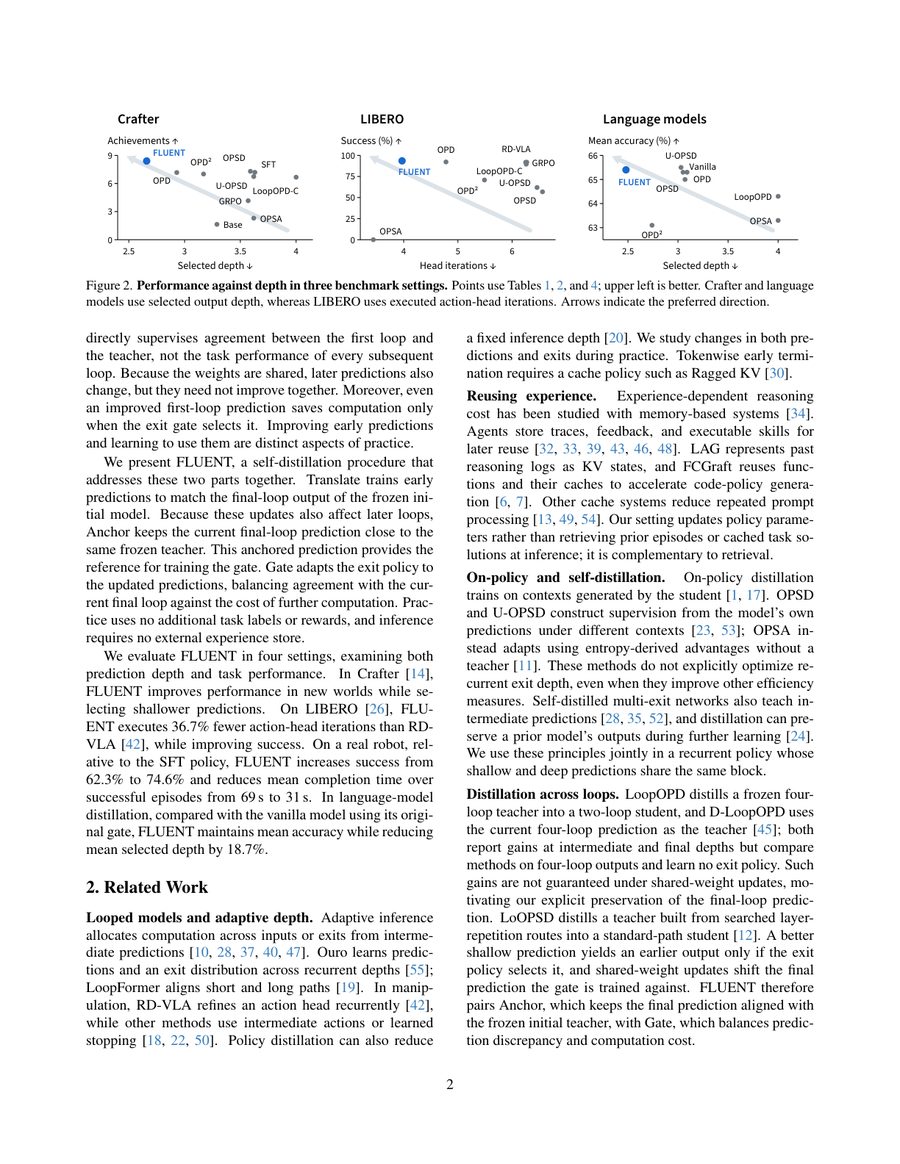 Crafter
Achievements ↑
9
6
3
0
2.5 3 3.5 4
Selected depth ↓
FLUENT
OPD
OPD²
OPSD
SFT
U-OPSD
LoopOPD-C
GRPO
OPSA
Base
LIBERO
Success (%) ↑
100
75
50
25
0
4 5 6
Head iterations ↓
FLUENT
OPD
RD-VLA
GRPO
LoopOPD-C
OPD²
U-OPSD
OPSD
OPSA
Language models
Mean accuracy (%) ↑
66
65
64
63
2.5 3 3.5 4
Selected depth ↓
U-OPSD
Vanilla
FLUENT
OPD
OPSD
LoopOPD
OPSA
OPD²
Figure 2. Performance against depth in three benchmark settings. Points use Tables 1, 2, and 4; upper left is better. Crafter and language
models use selected output depth, whereas LIBERO uses executed action-head iterations. Arrows indicate the preferred direction.
directly supervises agreement between the first loop and
the teacher, not the task performance of every subsequent
loop. Because the weights are shared, later predictions also
change, but they need not improve together. Moreover, even
an improved first-loop prediction saves computation only
when the exit gate selects it. Improving early predictions
and learning to use them are distinct aspects of practice.
We present FLUENT, a self-distillation procedure that
addresses these two parts together. Translate trains early
predictions to match the final-loop output of the frozen ini-
tial model. Because these updates also affect later loops,
Anchor keeps the current final-loop prediction close to the
same frozen teacher. This anchored prediction provides the
reference for training the gate. Gate adapts the exit policy to
the updated predictions, balancing agreement with the cur-
rent final loop against the cost of further computation. Prac-
tice uses no additional task labels or rewards, and inference
requires no external experience store.
We evaluate FLUENT in four settings, examining both
prediction depth and task performance. In Crafter [14],
FLUENT improves performance in new worlds while se-
lecting shallower predictions. On LIBERO [26], FLU-
ENT executes 36.7% fewer action-head iterations than RD-
VLA [42], while improving success. On a real robot, rel-
ative to the SFT policy, FLUENT increases success from
62.3% to 74.6% and reduces mean completion time over
successful episodes from 69 s to 31 s. In language-model
distillation, compared with the vanilla model using its origi-
nal gate, FLUENT maintains mean accuracy while reducing
mean selected depth by 18.7%.
2. Related Work
Looped models and adaptive depth. Adaptive inference
allocates computation across inputs or exits from interme-
diate predictions [10, 28, 37, 40, 47]. Ouro learns predic-
tions and an exit distribution across recurrent depths [55];
LoopFormer aligns short and long paths [19]. In manip-
ulation, RD-VLA refines an action head recurrently [42],
while other methods use intermediate actions or learned
stopping [18, 22, 50]. Policy distillation can also reduce
a fixed inference depth [20]. We study changes in both pre-
dictions and exits during practice. Tokenwise early termi-
nation requires a cache policy such as Ragged KV [30].
Reusing experience. Experience-dependent reasoning
cost has been studied with memory-based systems [34].
Agents store traces, feedback, and executable skills for
later reuse [32, 33, 39, 43, 46, 48]. LAG represents past
reasoning logs as KV states, and FCGraft reuses func-
tions and their caches to accelerate code-policy genera-
tion [6, 7]. Other cache systems reduce repeated prompt
processing [13, 49, 54]. Our setting updates policy parame-
ters rather than retrieving prior episodes or cached task so-
lutions at inference; it is complementary to retrieval.
On-policy and self-distillation. On-policy distillation
trains on contexts generated by the student [1, 17]. OPSD
and U-OPSD construct supervision from the model's own
predictions under different contexts [23, 53]; OPSA in-
stead adapts using entropy-derived advantages without a
teacher [11]. These methods do not explicitly optimize re-
current exit depth, even when they improve other efficiency
measures. Self-distilled multi-exit networks also teach in-
termediate predictions [28, 35, 52], and distillation can pre-
serve a prior model's outputs during further learning [24].
We use these principles jointly in a recurrent policy whose
shallow and deep predictions share the same block.
Distillation across loops. LoopOPD distills a frozen four-
loop teacher into a two-loop student, and D-LoopOPD uses
the current four-loop prediction as the teacher [45]; both
report gains at intermediate and final depths but compare
methods on four-loop outputs and learn no exit policy. Such
gains are not guaranteed under shared-weight updates, mo-
tivating our explicit preservation of the final-loop predic-
tion. LoOPSD distills a teacher built from searched layer-
repetition routes into a standard-path student [12]. A better
shallow prediction yields an earlier output only if the exit
policy selects it, and shared-weight updates shift the final
prediction the gate is trained against. FLUENT therefore
pairs Anchor, which keeps the final prediction aligned with
the frozen initial teacher, with Gate, which balances predic-
tion discrepancy and computation cost.
2